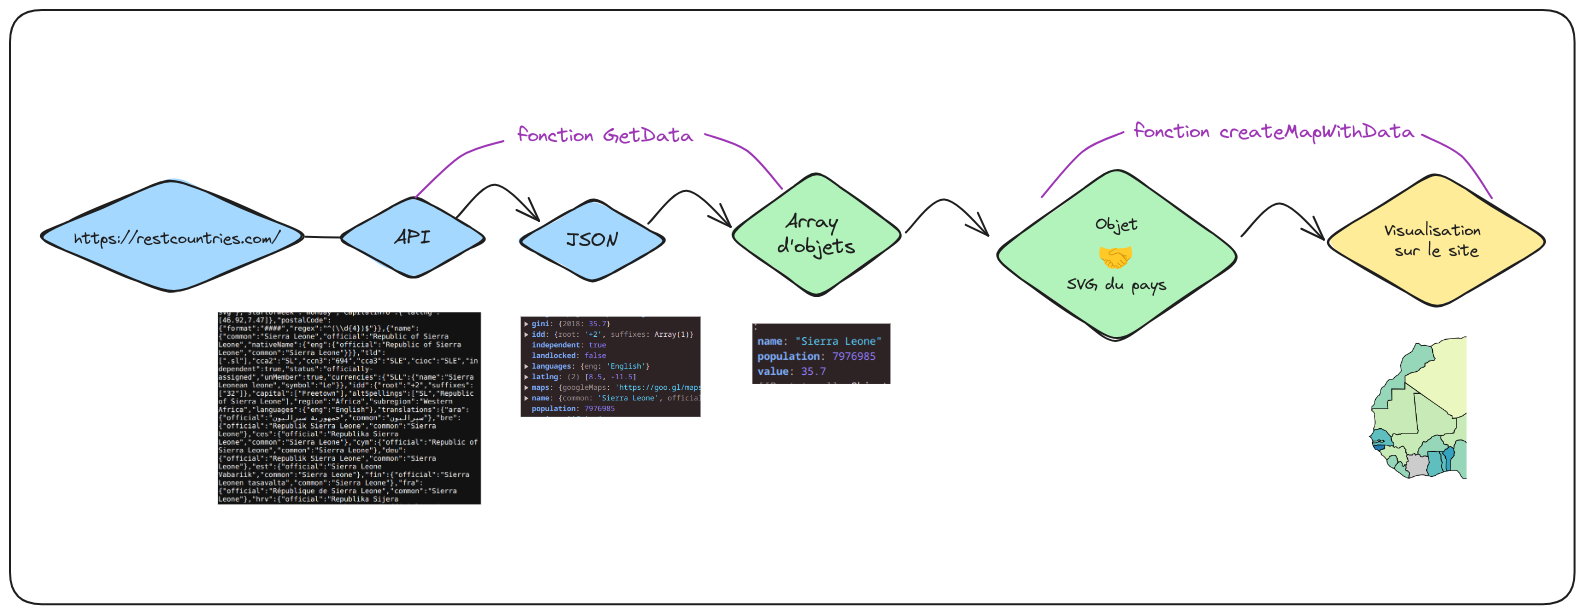 fonction GetData
fonction createMapWithData
https://restcountries.com/
API
JSON
Array
d'objets
Objet
SVG du pays
Visualisation
sur le site
[46.92,7.47]},"postalCode":
{"format":"####","regex":"^(\\d{4})$"}},{"name":
{"common":"Sierra Leone","official":"Republic of Sierra
Leone","nativeName":{"eng":{"official":"Republic of Sierra
Leone","common":"Sierra Leone"}}},"tld":
[".sl"],"cca2":"SL","ccn3":"694","cca3":"SLE","cioc":"SLE","in
dependent":true,"status":"officially-
assigned","unMember":true,"currencies":{"SLL":{"name":"Sierra
Leonean leone","symbol":"Le"}},"idd":{"root":"+2","suffixes":
["32"]},"capital":["Freetown"],"altSpellings":["SL","Republic
of Sierra Leone"],"region":"Africa","subregion":"Western
Africa","languages":{"eng":"English"},"translations":{"ara":
{"official":"جمهورية سيراليون","common":"سيراليون"},"bre":
{"official":"Republik Sierra Leone","common":"Sierra
Leone"},"ces":{"official":"Republika Sierra
Leone","common":"Sierra Leone"},"cym":{"official":"Republic of
Sierra Leone","common":"Sierra Leone"},"deu":
{"official":"Republik Sierra Leone","common":"Sierra
Leone"},"est":{"official":"Sierra Leone
Vabariik","common":"Sierra Leone"},"fin":{"official":"Sierra
Leonen tasavalta","common":"Sierra Leone"},"fra":
{"official":"République de Sierra Leone","common":"Sierra
Leone"},"hrv":{"official":"Republika Sijera
gini: {2018: 35.7}
idd: {root: '+2', suffixes: Array(1)}
independent: true
landlocked: false
languages: {eng: 'English'}
latlng: (2) [8.5, -11.5]
maps: {googleMaps: 'https://goo.gl/maps
name: {common: 'Sierra Leone', official
population: 7976985
name: "Sierra Leone"
population: 7976985
value: 35.7